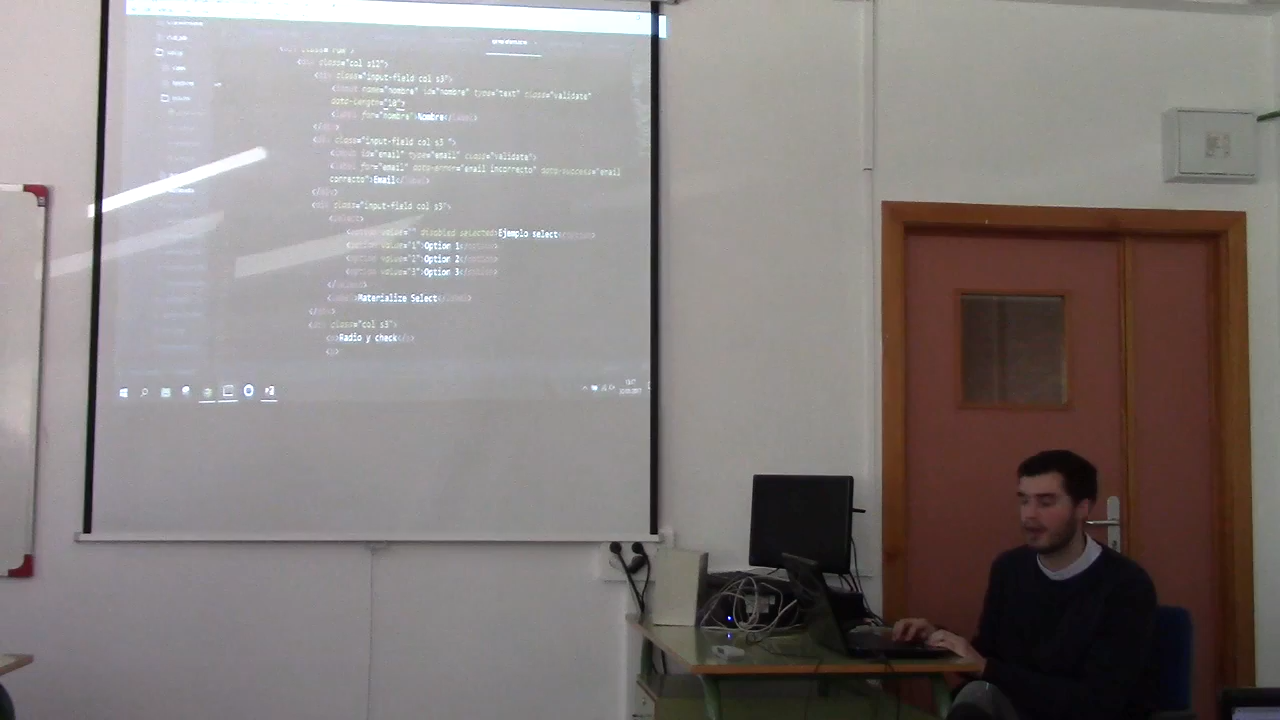 <div class="row">
<div class="col s12">
<div class="input-field col s3">
<input name="nombre" id="nombre" type="text" class="validate"
data-length="10">
<label for="nombre">Nombre</label>
</div>
<div class="input-field col s3 ">
<input id="email" type="email" class="validate">
<label for="email" data-error="email incorrecto" data-success="email
correcto">Email</label>
</div>
<div class="input-field col s3">
<select>
<option value="" disabled selected>Ejemplo select</option>
<option value="1">Option 1</option>
<option value="2">Option 2</option>
<option value="3">Option 3</option>
</select>
<label>Materialize Select</label>
</div>
<div class="col s3">
<p>Radio y check</p>
<p>